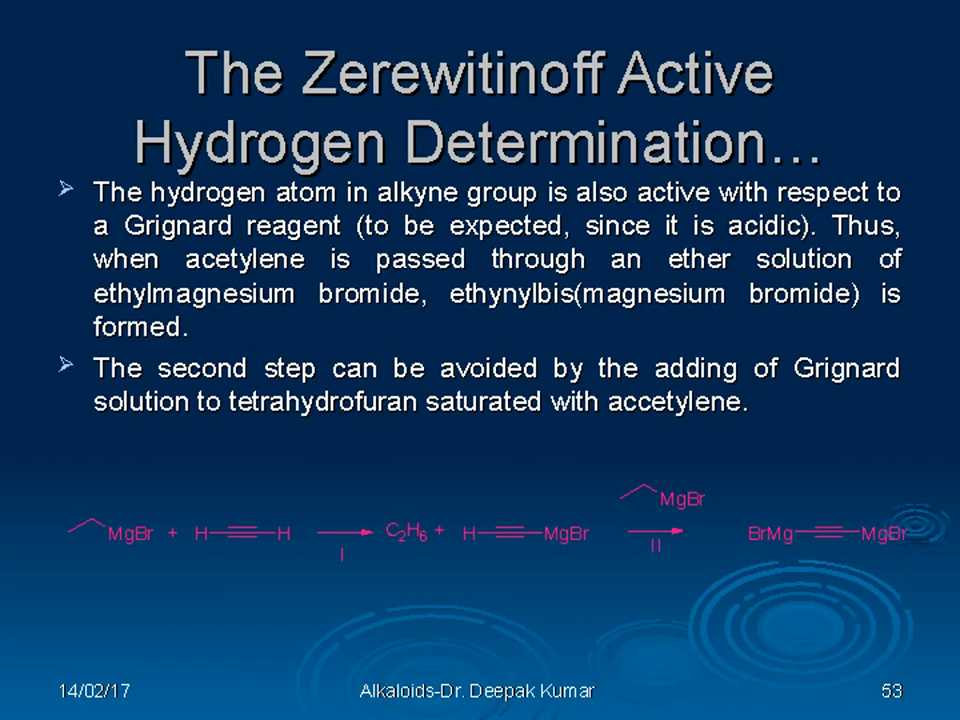 The Zerewitinoff Active
Hydrogen Determination…
➢ The hydrogen atom in alkyne group is also active with respect to
a Grignard reagent (to be expected, since it is acidic). Thus,
when acetylene is passed through an ether solution of
ethylmagnesium bromide, ethynylbis(magnesium bromide) is
formed.
➢ The second step can be avoided by the adding of Grignard
solution to tetrahydrofuran saturated with accetylene.
MgBr
MgBr + H H C2H6 + H MgBr BrMg MgBr
I II
14/02/17 Alkaloids-Dr. Deepak Kumar 53